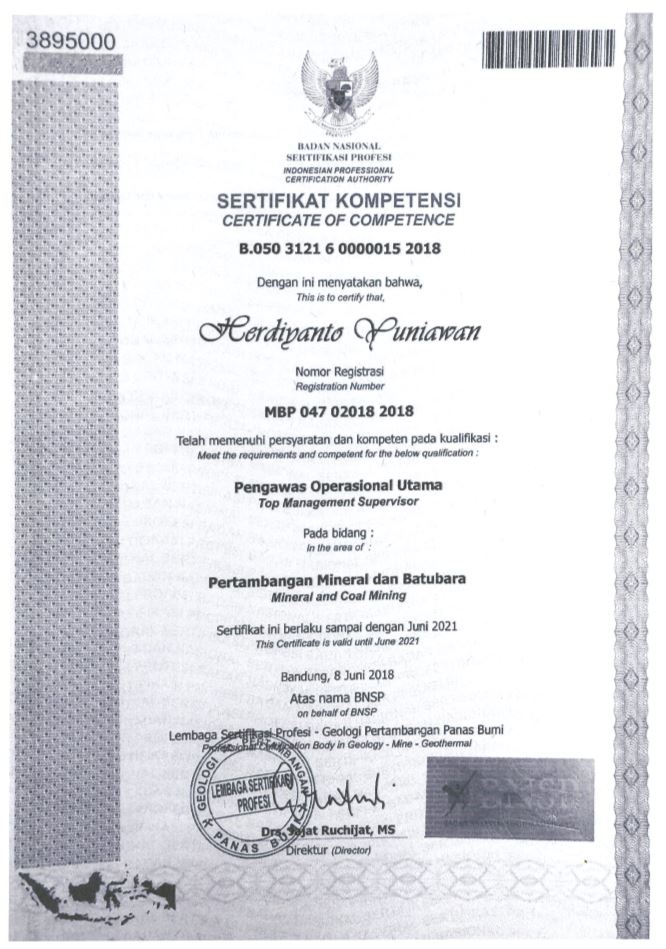 3895000
BADAN NASIONAL
SERTIFIKASI PROFESI
INDONESIAN PROFESSIONAL
CERTIFICATION AUTHORITY
SERTIFIKAT KOMPETENSI
CERTIFICATE OF COMPETENCE
B.050 3121 6 0000015 2018
Dengan ini menyatakan bahwa,
This is to certify that,
Herdiyanto Yuniawan
Nomor Registrasi
Registration Number
MBP 047 02018 2018
Telah memenuhi persyaratan dan kompeten pada kualifikasi :
Meet the requirements and competent for the below qualification :
Pengawas Operasional Utama
Top Management Supervisor
Pada bidang :
In the area of :
Pertambangan Mineral dan Batubara
Mineral and Coal Mining
Sertifikat ini berlaku sampai dengan Juni 2021
This Certificate is valid until June 2021
Bandung, 8 Juni 2018
Atas nama BNSP
on behalf of BNSP
Lembaga Sertifikasi Profesi - Geologi Pertambangan Panas Bumi
Professional Certification Body in Geology - Mine - Geothermal
GEOLOGI PERTAMBANGAN
LEMBAGA SERTIFIKASI
PROFESI
PANAS BUMI
Drs. Sajat Ruchijat, MS
Direktur (Director)